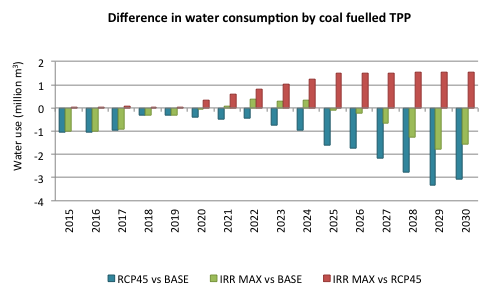 Difference in water consumption by coal fuelled TPP
Water use (million m³)
2
1
0
-1
-2
-3
-4
2015 2016 2017 2018 2019 2020 2021 2022 2023 2024 2025 2026 2027 2028 2029 2030
RCP45 vs BASE IRR MAX vs BASE IRR MAX vs RCP45